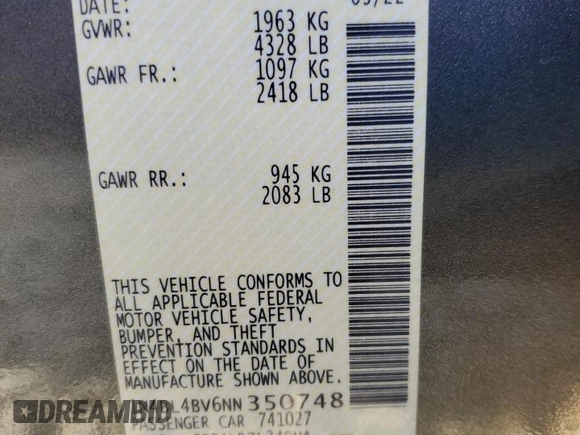 DATE:
GVWR: 1963 KG
4328 LB
GAWR FR.: 1097 KG
2418 LB
GAWR RR.: 945 KG
2083 LB
THIS VEHICLE CONFORMS TO
ALL APPLICABLE FEDERAL
MOTOR VEHICLE SAFETY,
BUMPER, AND THEFT
PREVENTION STANDARDS IN
EFFECT ON THE DATE OF
MANUFACTURE SHOWN ABOVE.
L4BV6NN350748
PASSENGER CAR 741027
DREAMBID